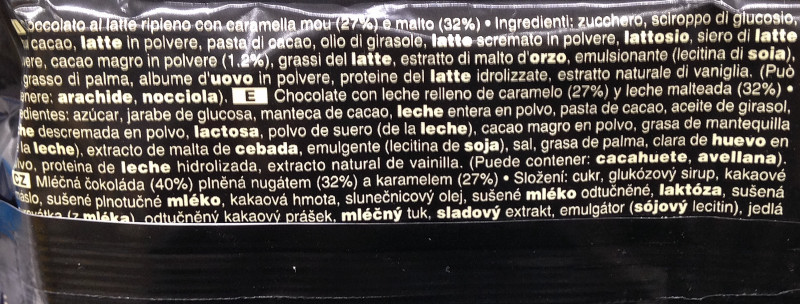 al latte ripieno con caramella mou (27%) e malto (32%) • Ingredienti: zucchero, sciroppo di glucosio,
cacao, latte in polvere, pasta di cacao, olio di girasole, latte scremato in polvere, lattosio, siero di latte
cacao magro in polvere (1,2%), grassi del latte, estratto di malto d'orzo, emulsionante (lecitina di soia),
grasso di palma, albume d'uovo in polvere, proteine del latte idrolizzate, estratto naturale di vaniglia. (Può
arachide, nocciola). E Chocolate con leche relleno de caramelo (27%) y leche malteada (32%) •
azúcar, jarabe de glucosa, manteca de cacao, leche entera en polvo, pasta de cacao, aceite de girasol,
descremada en polvo, lactosa, polvo de suero (de la leche), cacao magro en polvo, grasa de mantequilla
la leche), extracto de malta de cebada, emulgente (lecitina de soja), sal, grasa de palma, clara de huevo en
proteina de leche hidrolizada, extracto natural de vainilla. (Puede contener: cacahuete, avellana).
CZ Mléčná čokoláda (40%) plněná nugátem (32%) a karamelem (27%) • Složení: cukr, glukózový sirup, kakaové
sušené plnotučné mléko, kakaová hmota, slunečnicový olej, sušené mléko odtučněné, laktóza, sušená
(z mléka), odtučněný kakaový prášek, mléčný tuk, sladový extrakt, emulgátor (sójový lecitin), jedlá